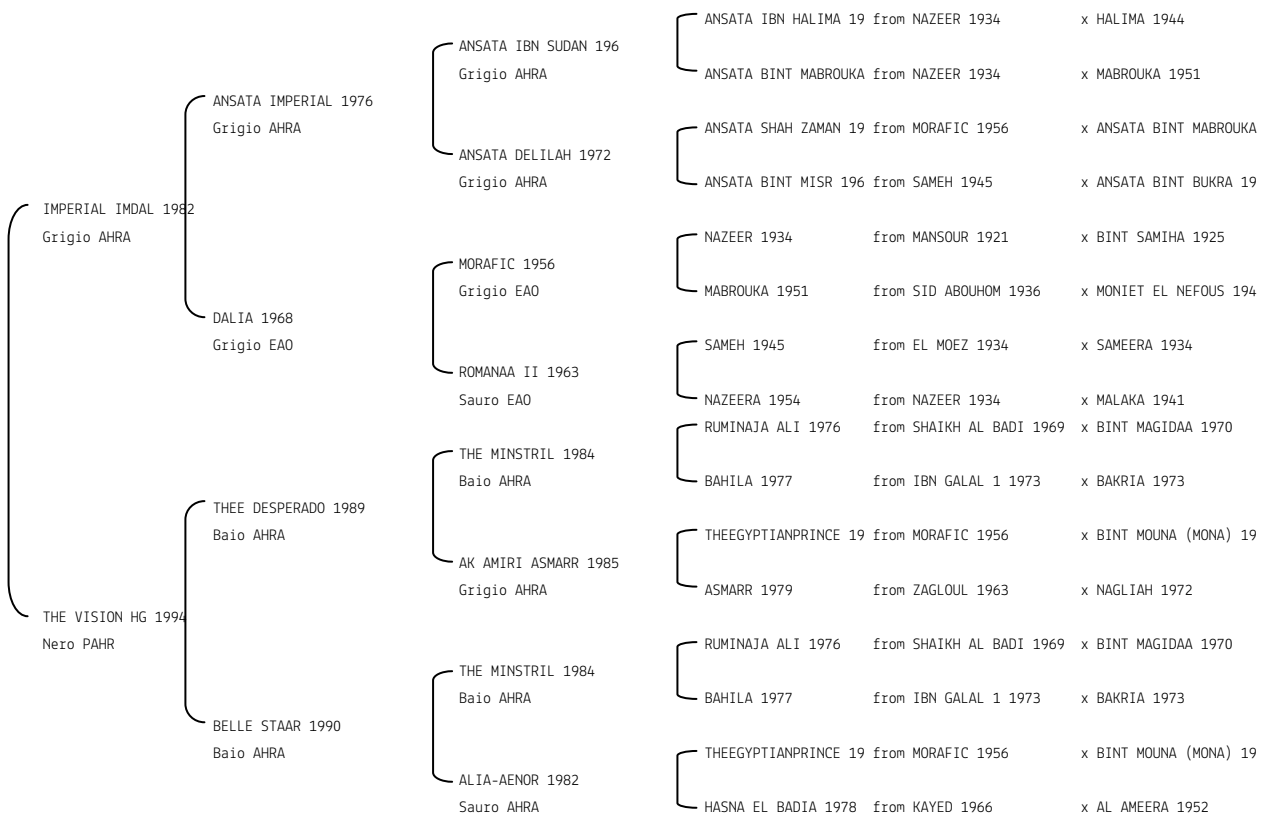 ANSATA IBN HALIMA 19 from NAZEER 1934 x HALIMA 1944
ANSATA IBN SUDAN 196
Grigio AHRA
ANSATA BINT MABROUKA from NAZEER 1934 x MABROUKA 1951
ANSATA IMPERIAL 1976
Grigio AHRA
ANSATA SHAH ZAMAN 19 from MORAFIC 1956 x ANSATA BINT MABROUKA
ANSATA DELILAH 1972
Grigio AHRA
ANSATA BINT MISR 196 from SAMEH 1945 x ANSATA BINT BUKRA 19
IMPERIAL IMDAL 1982
Grigio AHRA
NAZEER 1934 from MANSOUR 1921 x BINT SAMIHA 1925
MORAFIC 1956
Grigio EAO
MABROUKA 1951 from SID ABOUHOM 1936 x MONIET EL NEFOUS 194
DALIA 1968
Grigio EAO
SAMEH 1945 from EL MOEZ 1934 x SAMEERA 1934
ROMANAA II 1963
Sauro EAO
NAZEERA 1954 from NAZEER 1934 x MALAKA 1941
RUMINAJA ALI 1976 from SHAIKH AL BADI 1969 x BINT MAGIDAA 1970
THE MINSTRIL 1984
Baio AHRA
BAHILA 1977 from IBN GALAL 1 1973 x BAKRIA 1973
THEE DESPERADO 1989
Baio AHRA
THEEGYPTIANPRINCE 19 from MORAFIC 1956 x BINT MOUNA (MONA) 19
AK AMIRI ASMARR 1985
Grigio AHRA
ASMARR 1979 from ZAGLOUL 1963 x NAGLIAH 1972
THE VISION HG 1994
Nero PAHR
RUMINAJA ALI 1976 from SHAIKH AL BADI 1969 x BINT MAGIDAA 1970
THE MINSTRIL 1984
Baio AHRA
BAHILA 1977 from IBN GALAL 1 1973 x BAKRIA 1973
BELLE STAAR 1990
Baio AHRA
THEEGYPTIANPRINCE 19 from MORAFIC 1956 x BINT MOUNA (MONA) 19
ALIA-AENOR 1982
Sauro AHRA
HASNA EL BADIA 1978 from KAYED 1966 x AL AMEERA 1952